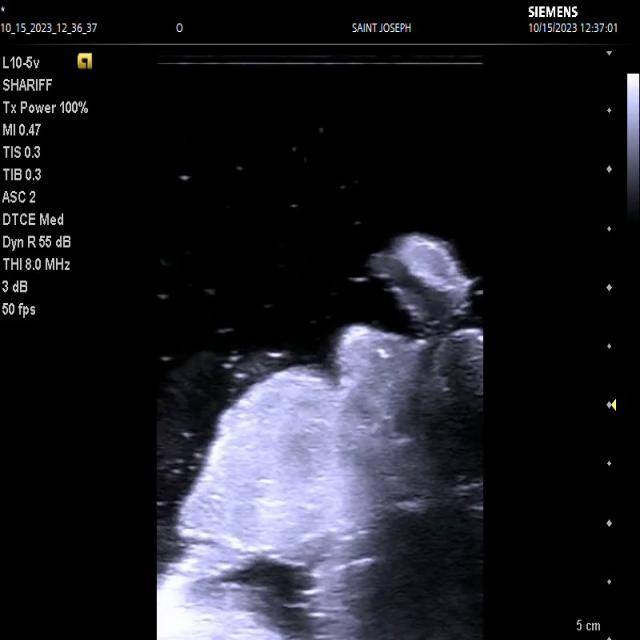 *
SIEMENS
10_15_2023_12_36_37 O SAINT JOSEPH 10/15/2023 12:37:01
L10-5v
SHARIFF
Tx Power 100%
MI 0.47
TIS 0.3
TIB 0.3
ASC 2
DTCE Med
Dyn R 55 dB
THI 8.0 MHz
3 dB
50 fps
5 cm